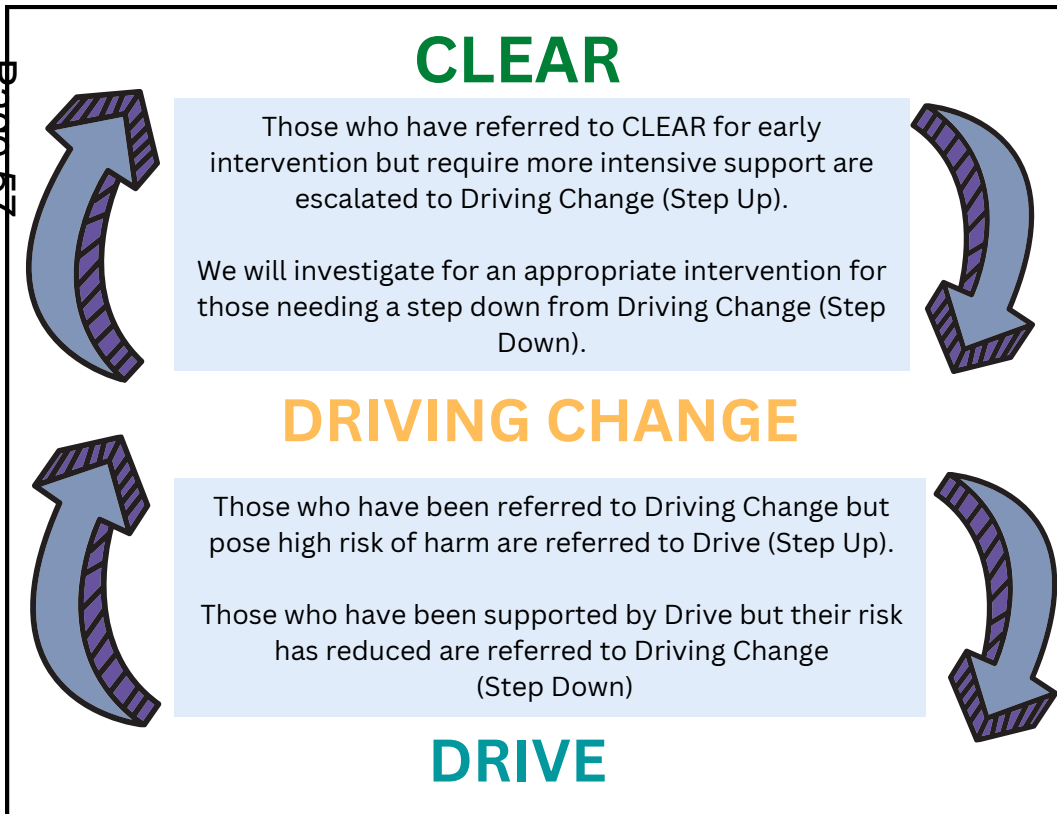 CLEAR
Those who have referred to CLEAR for early
intervention but require more intensive support are
escalated to Driving Change (Step Up).
We will investigate for an appropriate intervention for
those needing a step down from Driving Change (Step
Down).
DRIVING CHANGE
Those who have been referred to Driving Change but
pose high risk of harm are referred to Drive (Step Up).
Those who have been supported by Drive but their risk
has reduced are referred to Driving Change
(Step Down)
DRIVE
Page 57